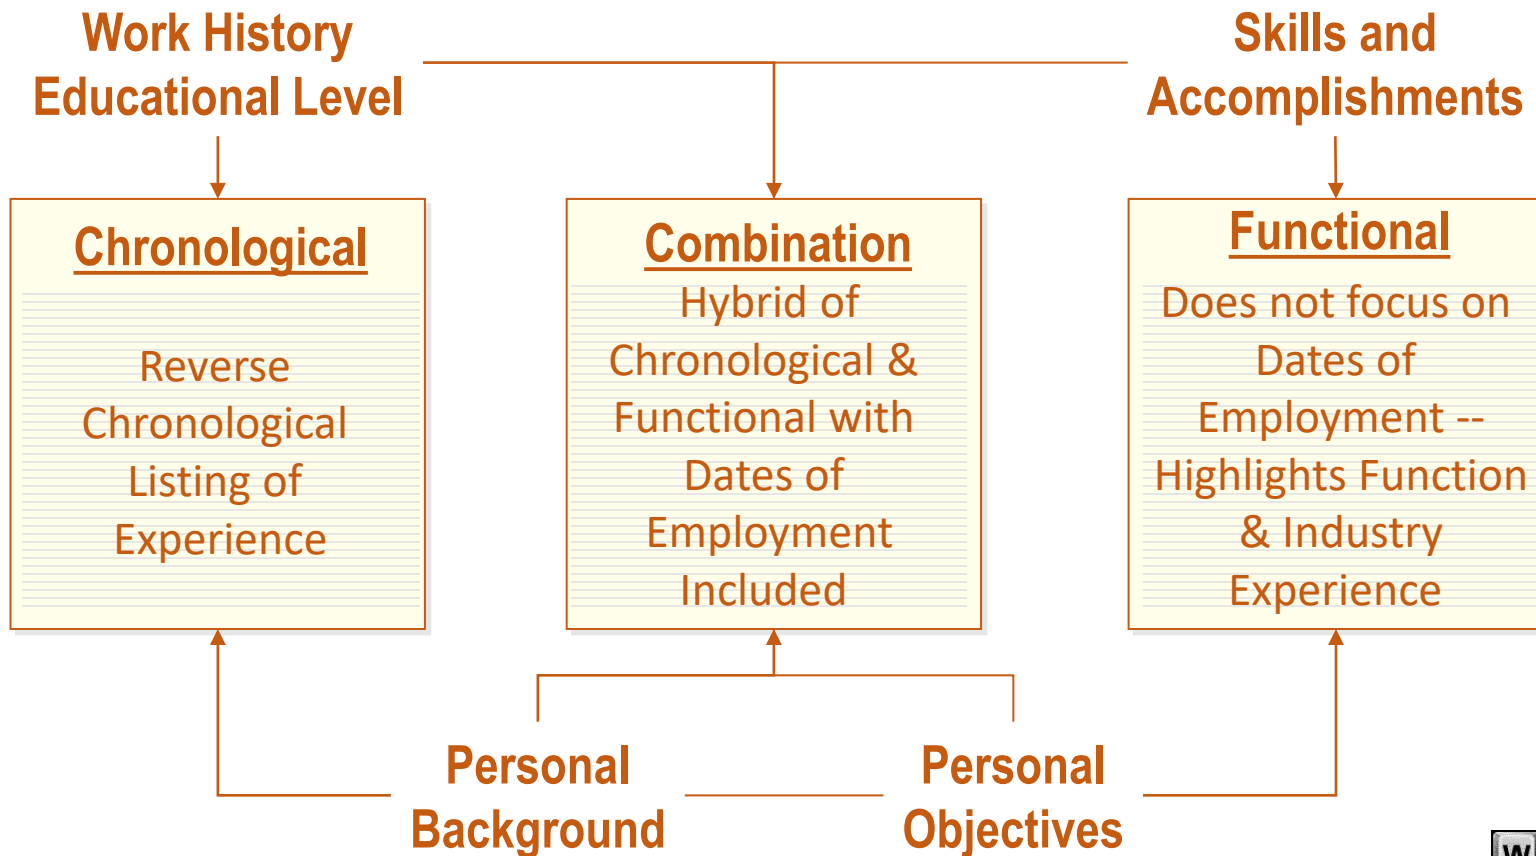 Work History
Educational Level
Skills and
Accomplishments
Chronological
Reverse
Chronological
Listing of
Experience
Combination
Hybrid of
Chronological &
Functional with
Dates of
Employment
Included
Functional
Does not focus on
Dates of
Employment --
Highlights Function
& Industry
Experience
Personal
Background
Personal
Objectives
W